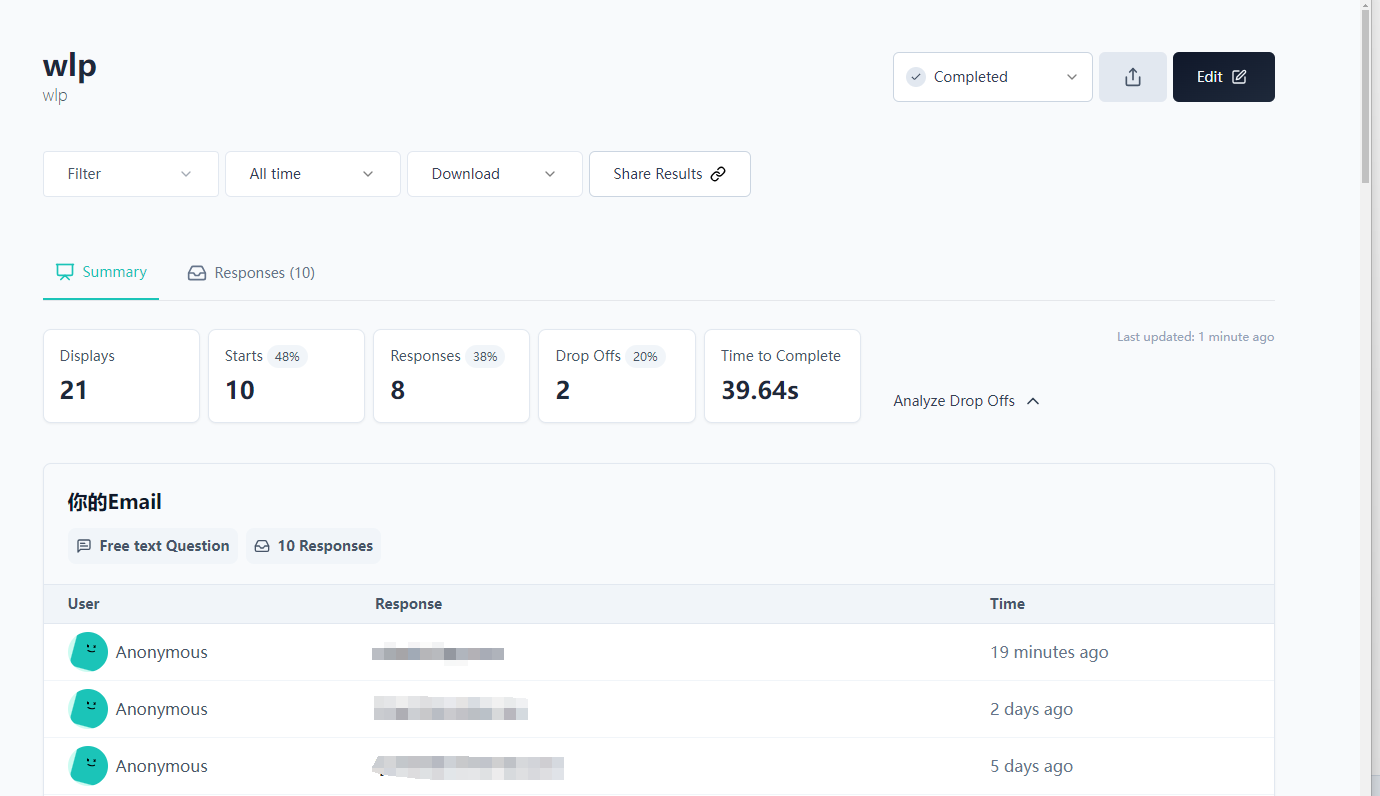 wlp
wlp
Completed
Edit
Filter
All time
Download
Share Results
Summary
Responses (10)
Displays
21
Starts 48%
10
Responses 38%
8
Drop Offs 20%
2
Time to Complete
39.64s
Last updated: 1 minute ago
Analyze Drop Offs
你的Email
Free text Question
10 Responses
User Response Time
Anonymous 19 minutes ago
Anonymous 2 days ago
Anonymous 5 days ago